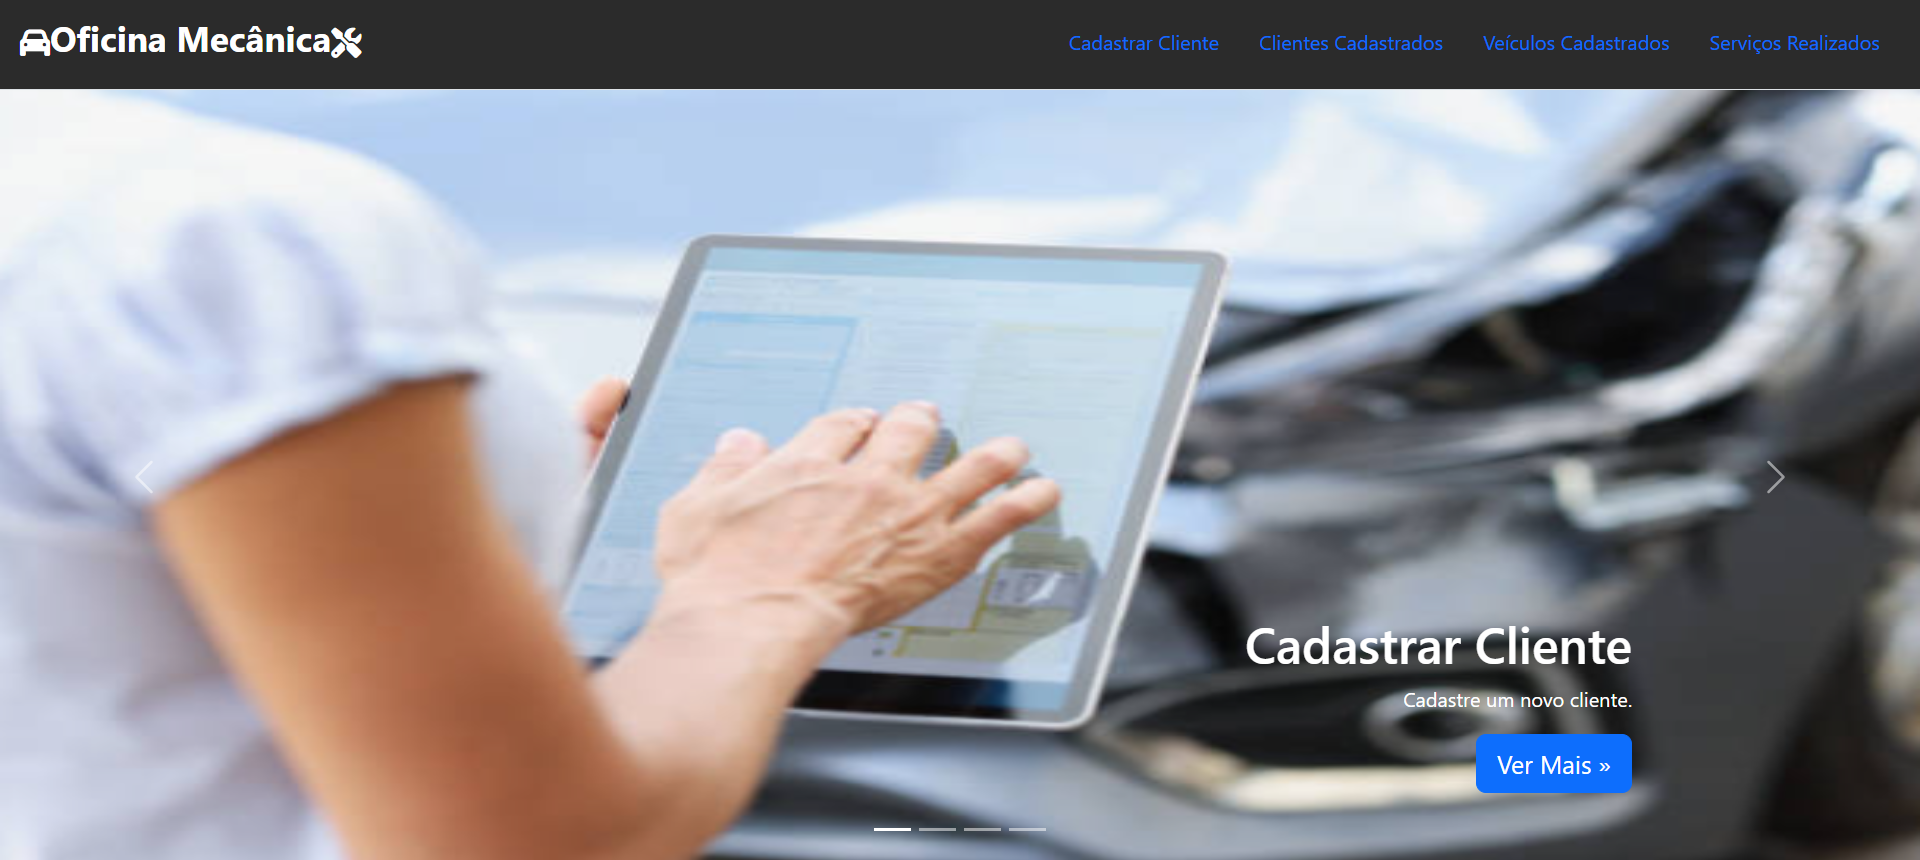 Oficina Mecânica
Cadastrar Cliente Clientes Cadastrados Veículos Cadastrados Serviços Realizados
Cadastrar Cliente
Cadastre um novo cliente.
Ver Mais »